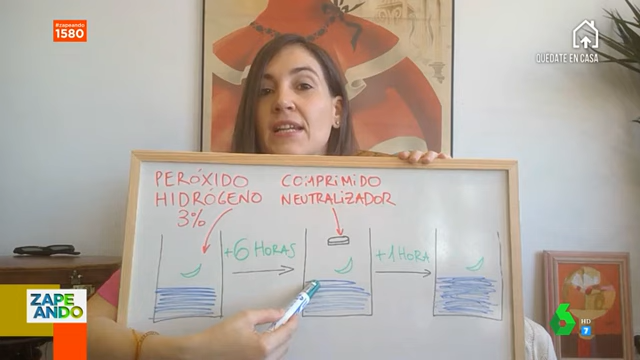 #zapeando
1580
QUÉDATE EN CASA
PERÓXIDO
HIDRÓGENO
3%
COMPRIMIDO
NEUTRALIZADOR
+6 HORAS
+1 HORA
ZAPE
ANDO
HD
7